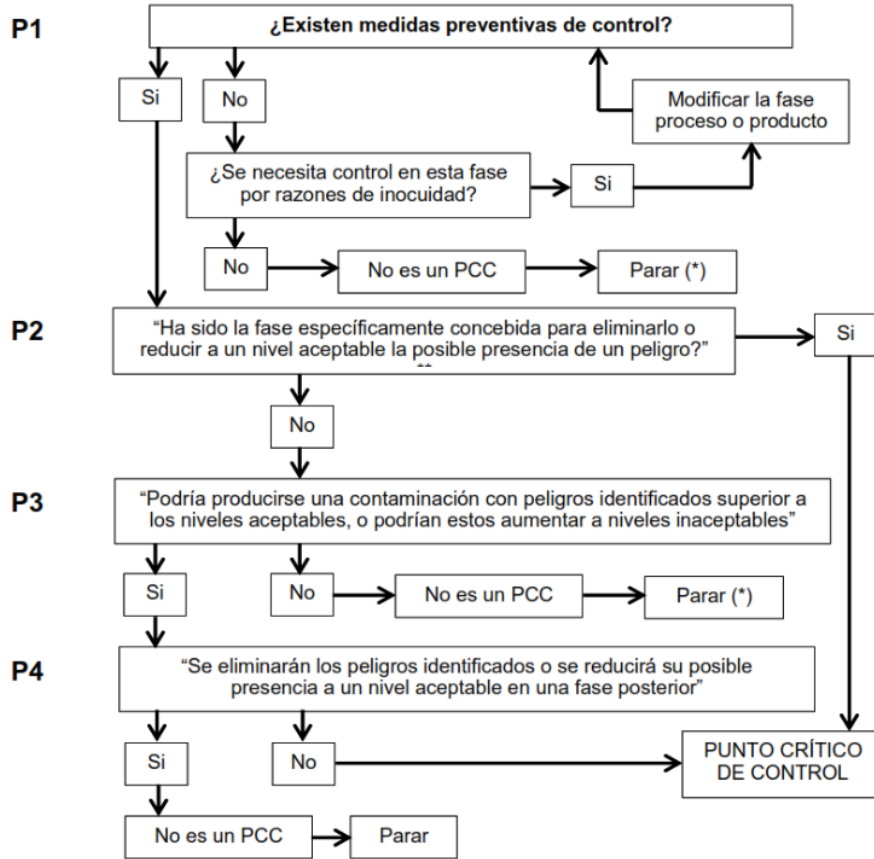 P1
¿Existen medidas preventivas de control?
Si
No
Modificar la fase
proceso o producto
¿Se necesita control en esta fase
por razones de inocuidad?
Si
No
No es un PCC
Parar (*)
P2
“Ha sido la fase específicamente concebida para eliminarlo o
reducir a un nivel aceptable la posible presencia de un peligro?”
**
Si
No
P3
“Podría producirse una contaminación con peligros identificados superior a
los niveles aceptables, o podrían estos aumentar a niveles inaceptables”
Si
No
No es un PCC
Parar (*)
P4
“Se eliminarán los peligros identificados o se reducirá su posible
presencia a un nivel aceptable en una fase posterior”
Si
No
PUNTO CRÍTICO
DE CONTROL
No es un PCC
Parar